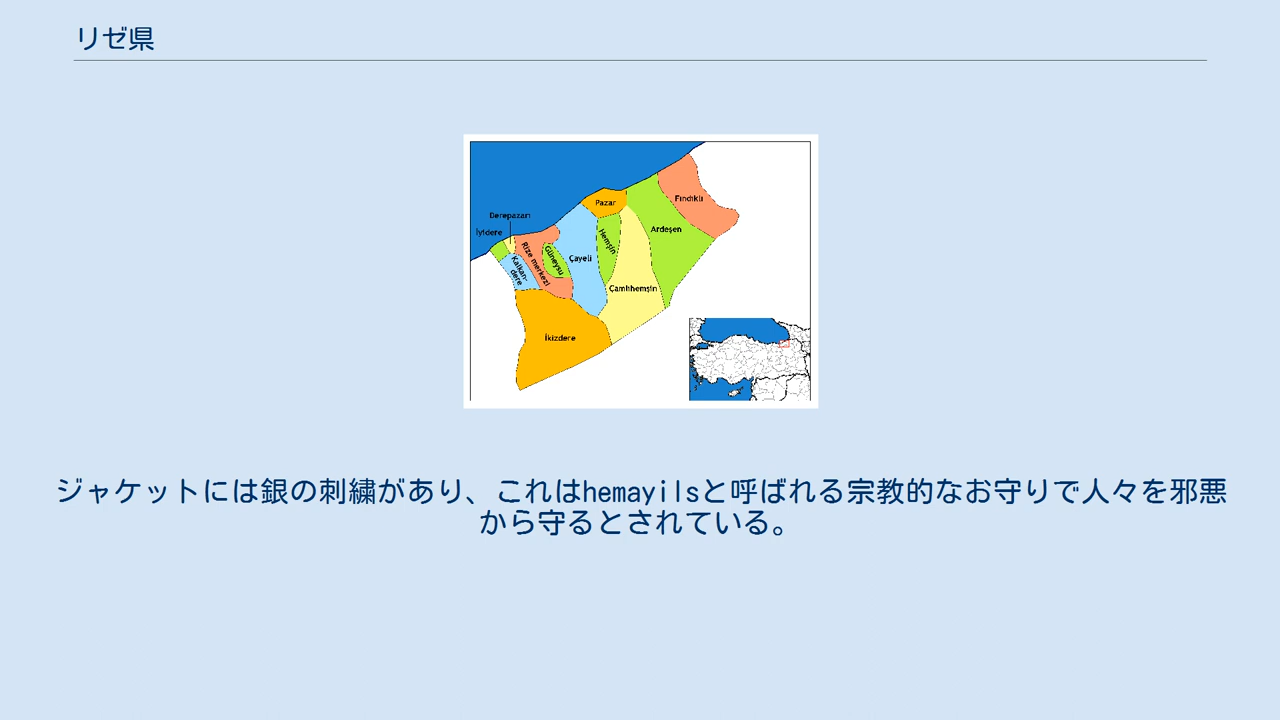 リゼ県
Fındıklı
Pazar
Derepazarı
Ardeşen
İyidere
Hemşin
Rize merkezi
Güneysu
Çayeli
Kalkan-
dere
Çamlıhemşin
İkizdere
ジャケットには銀の刺繍があり、これはhemayilsと呼ばれる宗教的なお守りで人々を邪悪
から守るとされている。